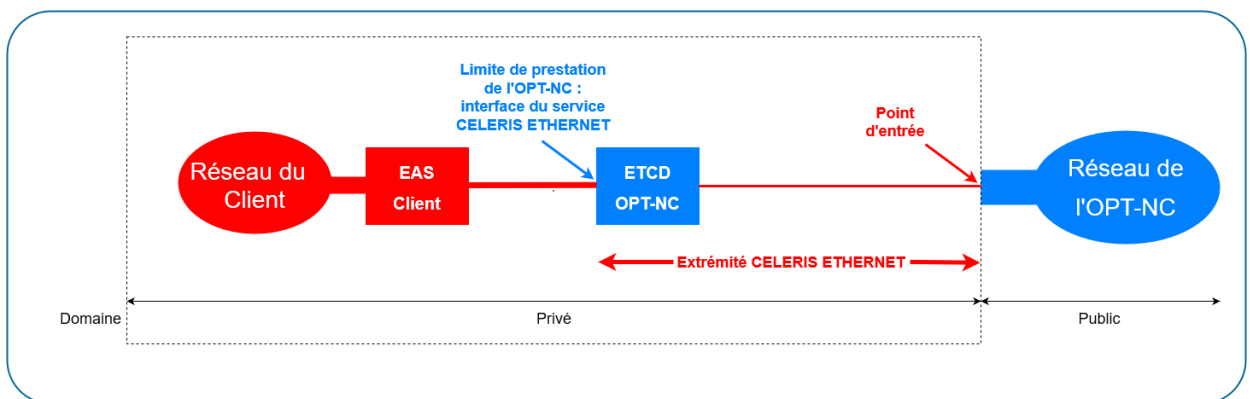 Limite de prestation
de l'OPT-NC :
interface du service
CELERIS ETHERNET
Point
d'entrée
Réseau du
Client
EAS
Client
ETCD
OPT-NC
Réseau de
l'OPT-NC
Extrémité CELERIS ETHERNET
Domaine
Privé
Public